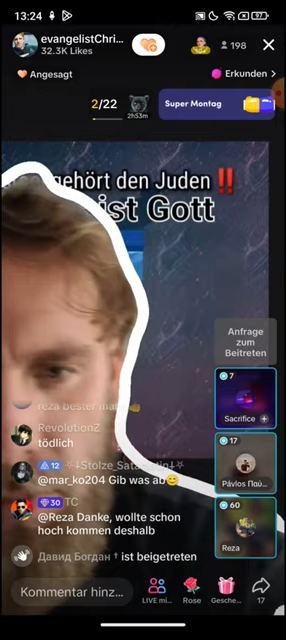 13:24
97
evangelistChri...
32.3K Likes
198
Angesagt
Erkunden >
2/22
2h53m
Super Montag
gehört den Juden ‼️
ist Gott
Anfrage
zum
Beitreten
7
Sacrifice +
17
Pávlos Παύ...
60
Reza
reza bester
RevolutionZ
tödlich
12
@mar_ko204 Gib was ab😊
30 TC
@Reza Danke, wollte schon
hoch kommen deshalb
Давид Богдан † ist beigetreten
Kommentar hinz...
LIVE mi...
Rose
Gesche...
17